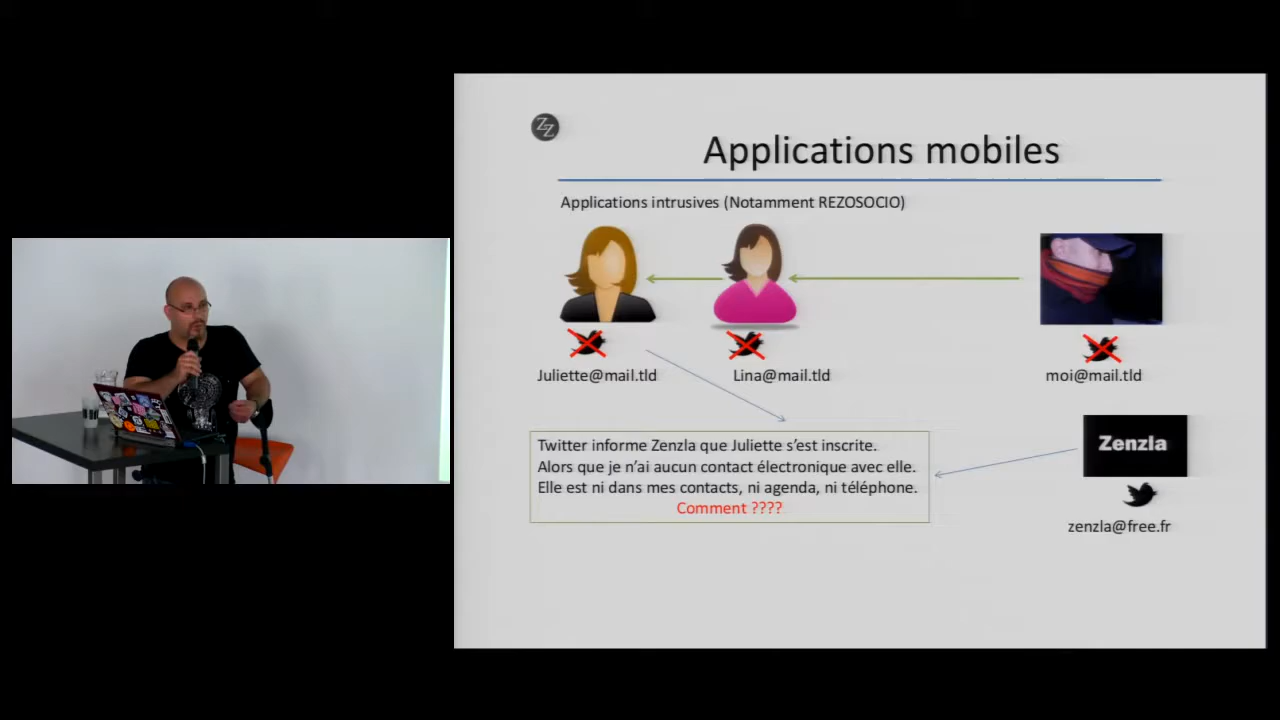 ZZ
Applications mobiles
Applications intrusives (Notamment REZOSOCIO)
Juliette@mail.tld
Lina@mail.tld
moi@mail.tld
Twitter informe Zenzla que Juliette s'est inscrite.
Alors que je n'ai aucun contact électronique avec elle.
Elle est ni dans mes contacts, ni agenda, ni téléphone.
Comment ????
Zenzla
zenzla@free.fr